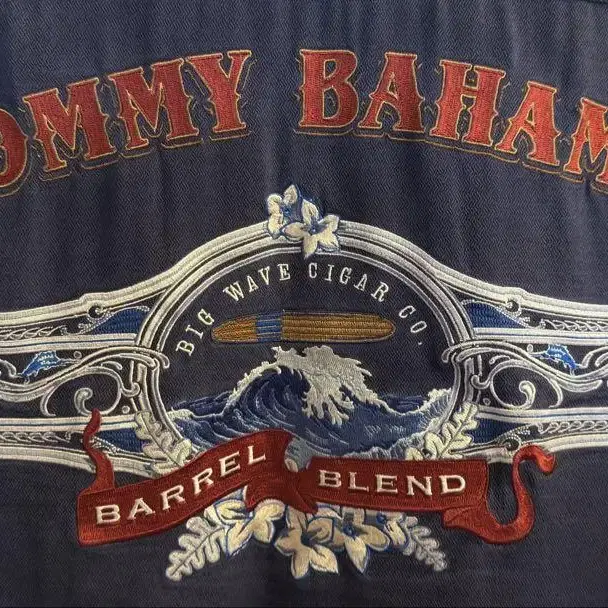 OMMY BAHAM
BIG WAVE CIGAR CO.
BARREL BLEND